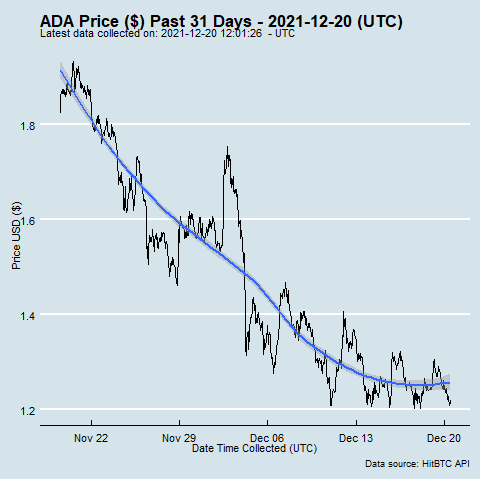 ADA Price ($) Past 31 Days - 2021-12-20 (UTC)
Latest data collected on: 2021-12-20 12:01:26 - UTC
Price USD ($)
1.8
1.6
1.4
1.2
Nov 22
Nov 29
Dec 06
Dec 13
Dec 20
Date Time Collected (UTC)
Data source: HitBTC API